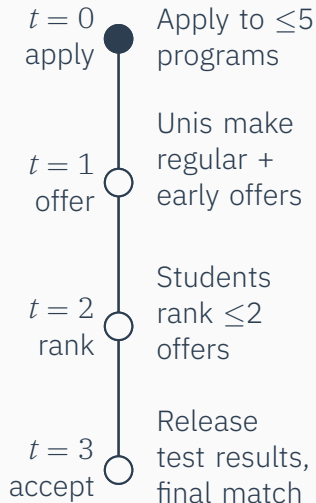 t = 0
apply
Apply to ≤5
programs
t = 1
offer
Unis make
regular +
early offers
t = 2
rank
Students
rank ≤2
offers
t = 3
accept
Release
test results,
final match